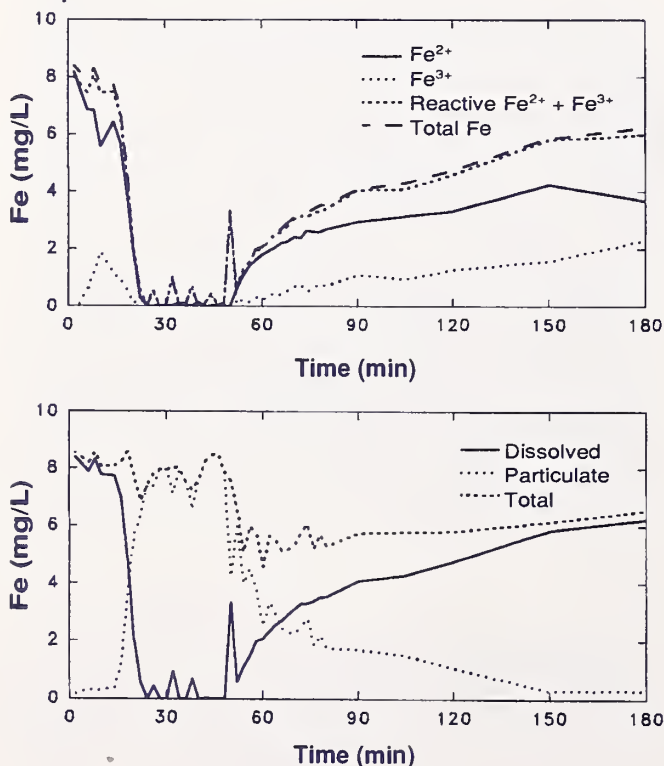 Fe (mg/L)
10
8
6
4
2
0
Fe²⁺
Fe³⁺
Reactive Fe²⁺ + Fe³⁺
Total Fe
0 30 60 90 120 150 180
Time (min)
Fe (mg/L)
10
8
6
4
2
0
Dissolved
Particulate
Total
0 30 60 90 120 150 180
Time (min)